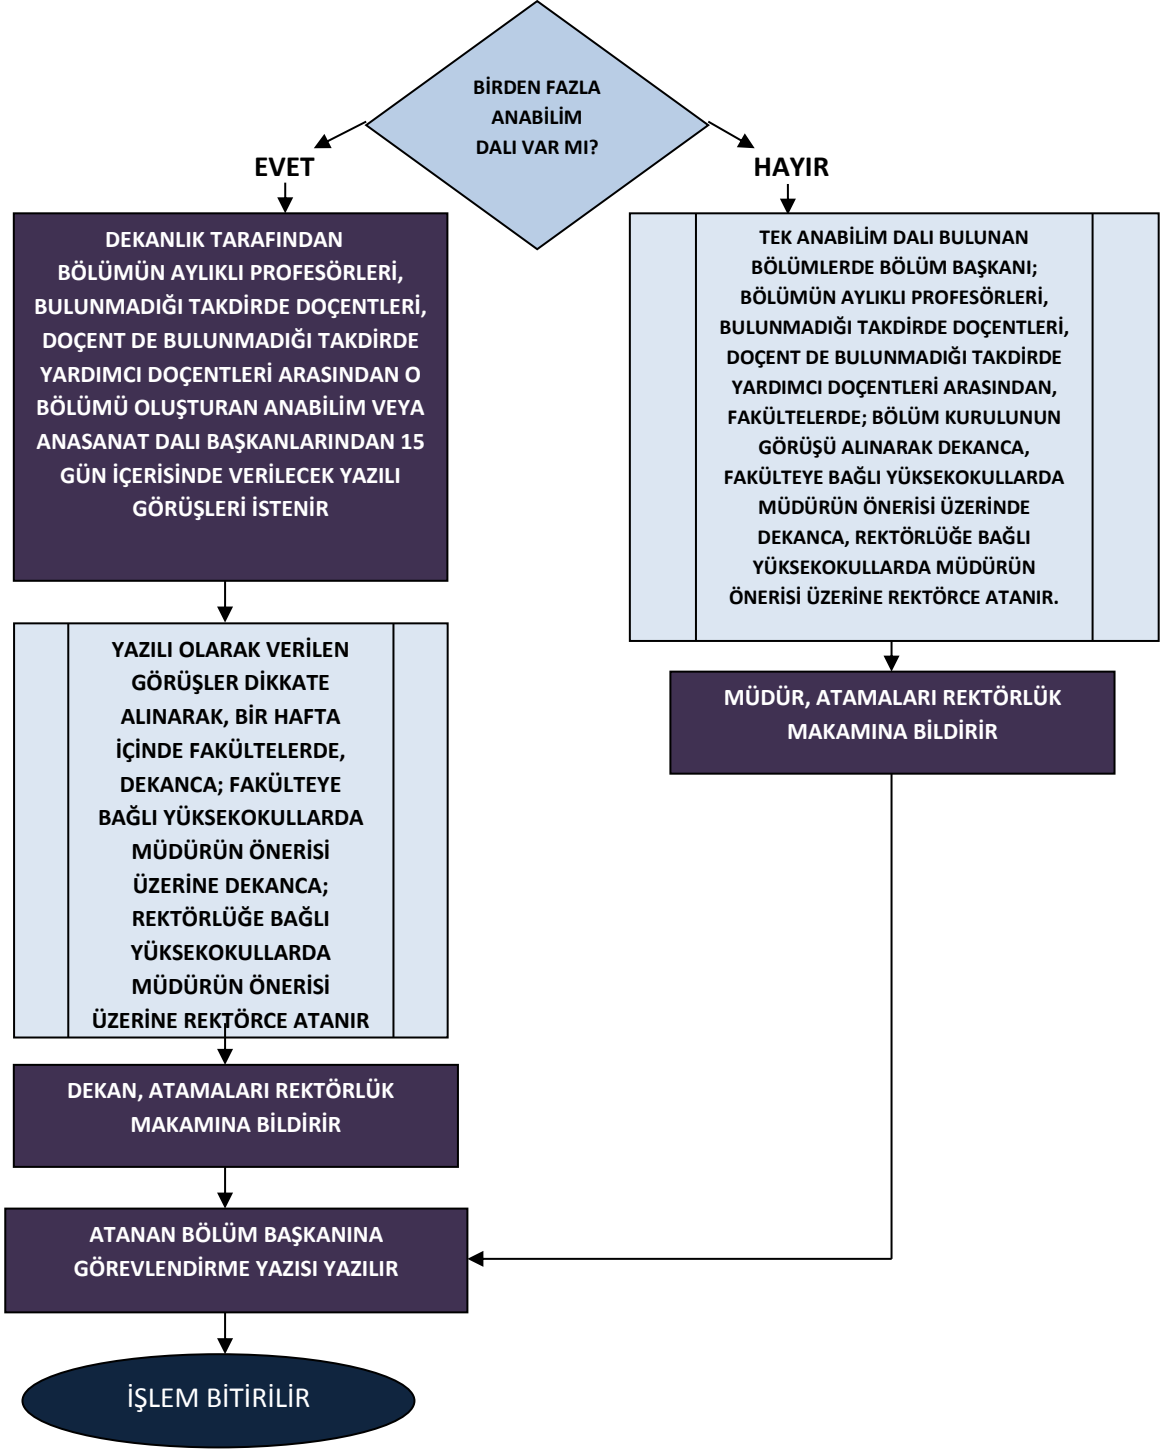 BİRDEN FAZLA
ANABİLİM
DALI VAR MI?
EVET
HAYIR
DEKANLIK TARAFINDAN
BÖLÜMÜN AYLIKLI PROFESÖRLERİ,
BULUNMADIĞI TAKDİRDE DOÇENTLERİ,
DOÇENT DE BULUNMADIĞI TAKDİRDE
YARDIMCI DOÇENTLERİ ARASINDAN O
BÖLÜMÜ OLUŞTURAN ANABİLİM VEYA
ANASANAT DALI BAŞKANLARINDAN 15
GÜN İÇERİSİNDE VERİLECEK YAZILI
GÖRÜŞLERİ İSTENİR
TEK ANABİLİM DALI BULUNAN
BÖLÜMLERDE BÖLÜM BAŞKANI;
BÖLÜMÜN AYLIKLI PROFESÖRLERİ,
BULUNMADIĞI TAKDİRDE DOÇENTLERİ,
DOÇENT DE BULUNMADIĞI TAKDİRDE
YARDIMCI DOÇENTLERİ ARASINDAN,
FAKÜLTELERDE; BÖLÜM KURULUNUN
GÖRÜŞÜ ALINARAK DEKANCA,
FAKÜLTEYE BAĞLI YÜKSEKOKULLARDA
MÜDÜRÜN ÖNERİSİ ÜZERİNDE
DEKANCA, REKTÖRLÜĞE BAĞLI
YÜKSEKOKULLARDA MÜDÜRÜN
ÖNERİSİ ÜZERİNE REKTÖRCE ATANIR.
YAZILI OLARAK VERİLEN
GÖRÜŞLER DİKKATE
ALINARAK, BİR HAFTA
İÇİNDE FAKÜLTELERDE,
DEKANCA; FAKÜLTEYE
BAĞLI YÜKSEKOKULLARDA
MÜDÜRÜN ÖNERİSİ
ÜZERİNE DEKANCA;
REKTÖRLÜĞE BAĞLI
YÜKSEKOKULLARDA
MÜDÜRÜN ÖNERİSİ
ÜZERİNE REKTÖRCE ATANIR
MÜDÜR, ATAMALARI REKTÖRLÜK
MAKAMINA BİLDİRİR
DEKAN, ATAMALARI REKTÖRLÜK
MAKAMINA BİLDİRİR
ATANAN BÖLÜM BAŞKANINA
GÖREVLENDİRME YAZISI YAZILIR
İŞLEM BİTİRİLİR